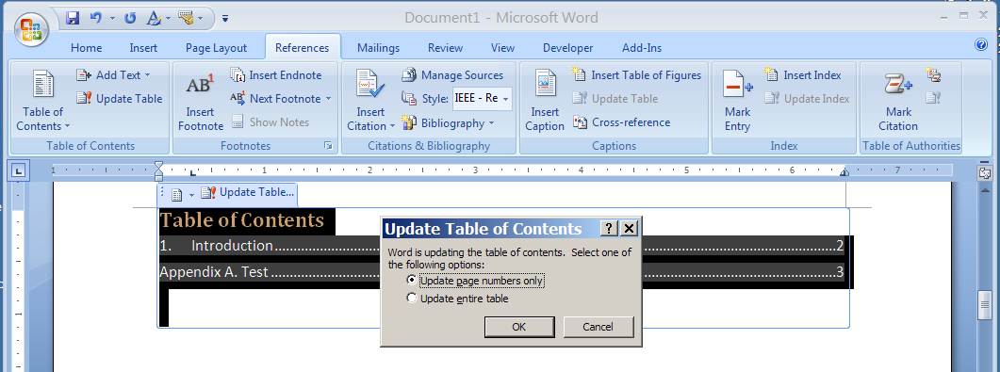 Document1 - Microsoft Word
Home Insert Page Layout References Mailings Review View Developer Add-Ins
Table of Contents
Add Text
Update Table
Table of Contents
AB1
Insert Footnote
Insert Endnote
AB1 Next Footnote
Show Notes
Footnotes
Insert Citation
Manage Sources
Style: IEEE - Re
Bibliography
Citations & Bibliography
Insert Caption
Insert Table of Figures
Update Table
Cross-reference
Captions
Mark Entry
Insert Index
Update Index
Index
Mark Citation
Table of Authorities
1 1 2 3 4 5 6 7
Update Table...
Table of Contents
1. Introduction 2
Appendix A. Test 3
Update Table of Contents
Word is updating the table of contents. Select one of
the following options:
Update page numbers only
Update entire table
OK Cancel
1